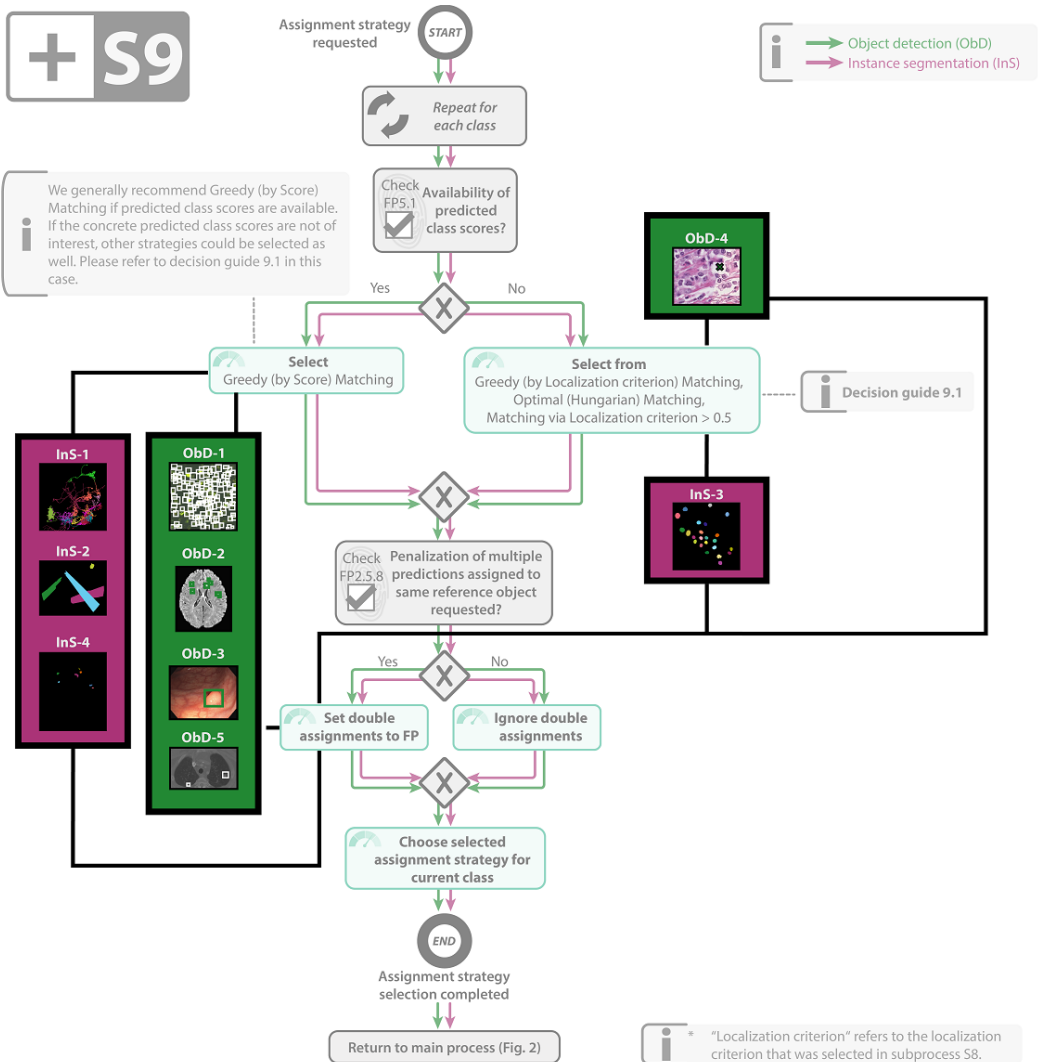 + S9
Assignment strategy
requested
START
Object detection (ObD)
Instance segmentation (InS)
Repeat for
each class
We generally recommend Greedy (by Score)
Matching if predicted class scores are available.
If the concrete predicted class scores are not of
interest, other strategies could be selected as
well. Please refer to decision guide 9.1 in this
case.
Check
FP5.1
Availability of
predicted
class scores?
ObD-4
Yes
No
X
Select
Greedy (by Score) Matching
Select from
Greedy (by Localization criterion) Matching,
Optimal (Hungarian) Matching,
Matching via Localization criterion > 0.5
Decision guide 9.1
InS-1
InS-2
InS-4
ObD-1
ObD-2
ObD-3
ObD-5
X
InS-3
Check
FP2.5.8
Penalization of multiple
predictions assigned to
same reference object
requested?
Yes
No
X
Set double
assignments to FP
Ignore double
assignments
X
Choose selected
assignment strategy for
current class
END
Assignment strategy
selection completed
Return to main process (Fig. 2)
* "Localization criterion" refers to the localization
criterion that was selected in subprocess S8.